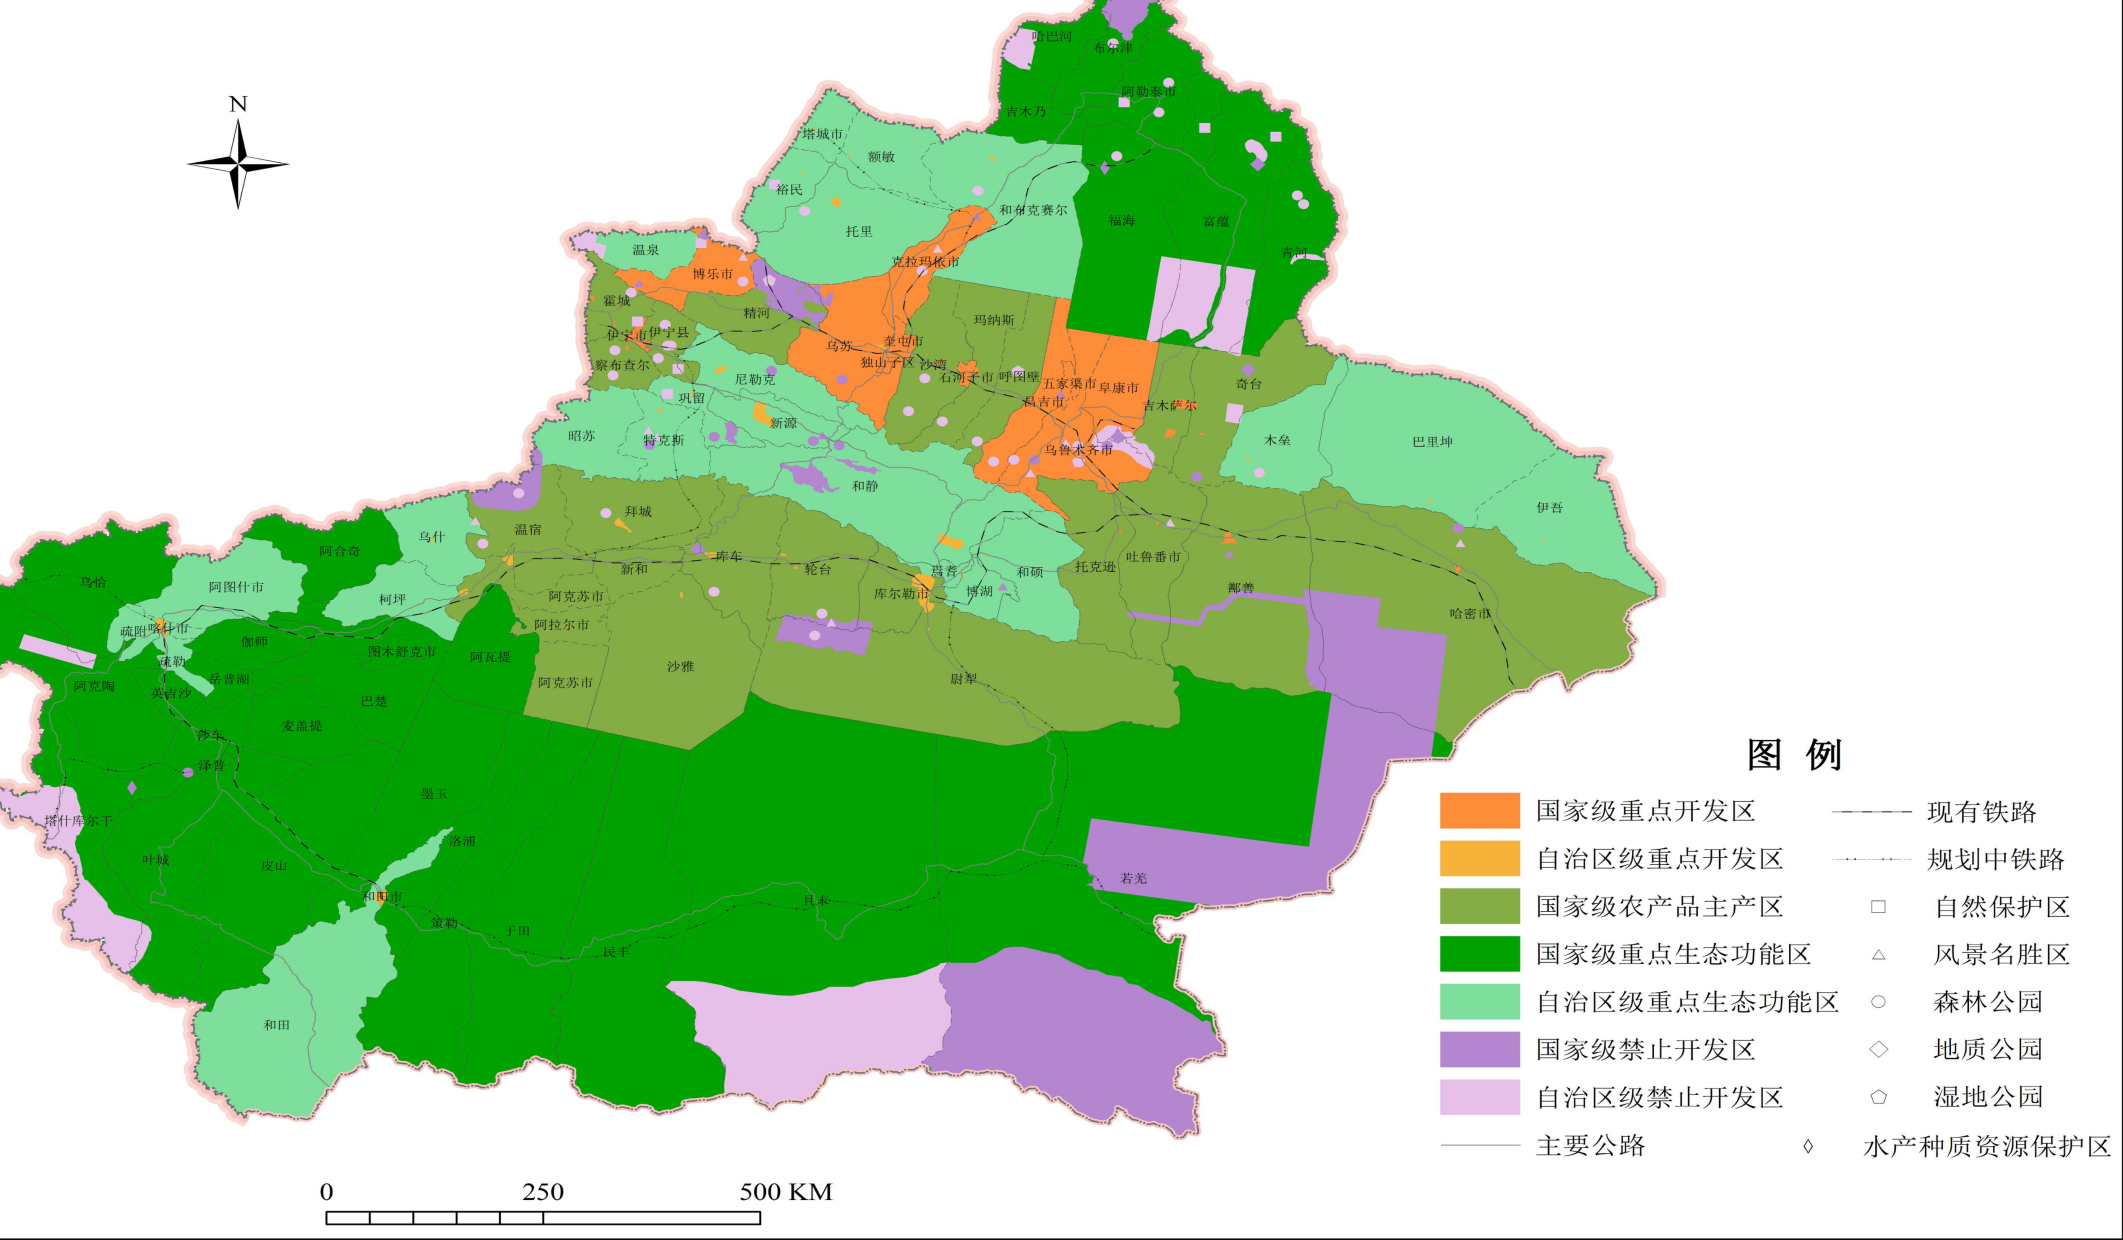 N
哈巴河
布尔津
阿勒泰市
吉木乃
塔城市
额敏
裕民
和布克赛尔
福海
富蕴
托里
青河
温泉
克拉玛依市
博乐市
霍城
精河
玛纳斯
伊宁市
伊宁县
乌苏
奎屯市
独山子区
沙湾
察布查尔
尼勒克
石河子市
呼图壁
五家渠市
阜康市
奇台
巩留
昌吉市
吉木萨尔
新源
昭苏
特克斯
乌鲁木齐市
木垒
巴里坤
和静
伊吾
拜城
温宿
乌什
阿合奇
库车
吐鲁番市
托克逊
新和
轮台
焉耆
和硕
乌恰
阿图什市
柯坪
阿克苏市
库尔勒市
博湖
鄯善
哈密市
疏附
喀什市
伽师
阿拉尔市
图木舒克市
阿瓦提
疏勒
沙雅
岳普湖
阿克陶
英吉沙
阿克苏市
尉犁
巴楚
麦盖提
莎车
泽普
墨玉
塔什库尔干
洛浦
叶城
皮山
若羌
和田市
且末
策勒
于田
民丰
和田
图 例
国家级重点开发区
自治区级重点开发区
国家级农产品主产区
国家级重点生态功能区
自治区级重点生态功能区
国家级禁止开发区
自治区级禁止开发区
主要公路
现有铁路
规划中铁路
自然保护区
风景名胜区
森林公园
地质公园
湿地公园
水产种质资源保护区
0 250 500 KM